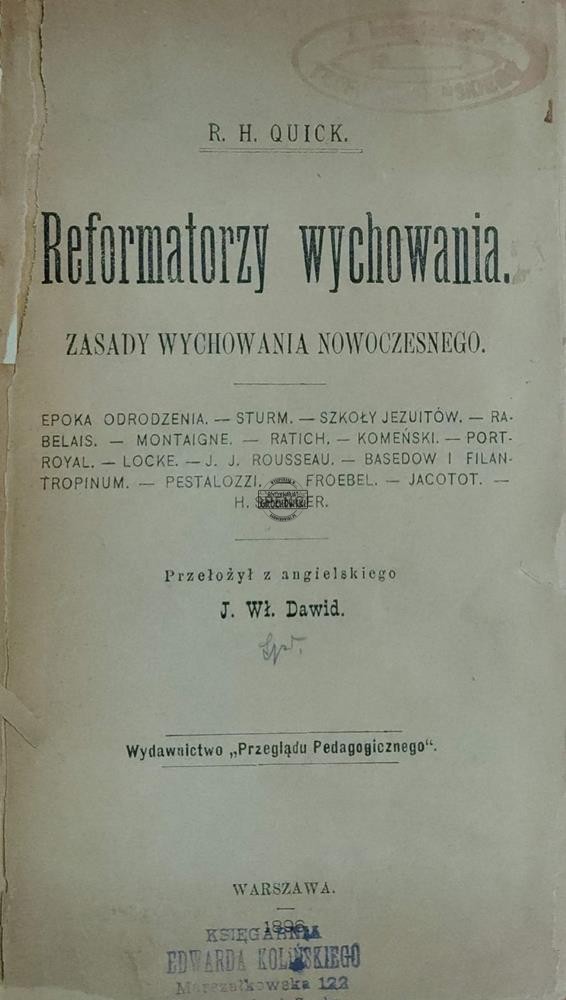 R. H. QUICK.
Reformatorzy wychowania.
ZASADY WYCHOWANIA NOWOCZESNEGO.
EPOKA ODRODZENIA. — STURM. — SZKOŁY JEZUITÓW. — RA-
BELAIS. — MONTAIGNE. — RATICH. — KOMEŃSKI. — PORT-
ROYAL. — LOCKE. — J. J. ROUSSEAU. — BASEDOW I FILAN-
TROPINUM. — PESTALOZZI. FROEBEL. — JACOTOT. —
H. SPENCER.
Przełożył z angielskiego
J. Wł. Dawid.
Wydawnictwo „Przeglądu Pedagogicznego“.
WARSZAWA.
1896
KSIĘGARNIA
EDWARDA KOLIŃSKIEGO
Marszałkowska 122